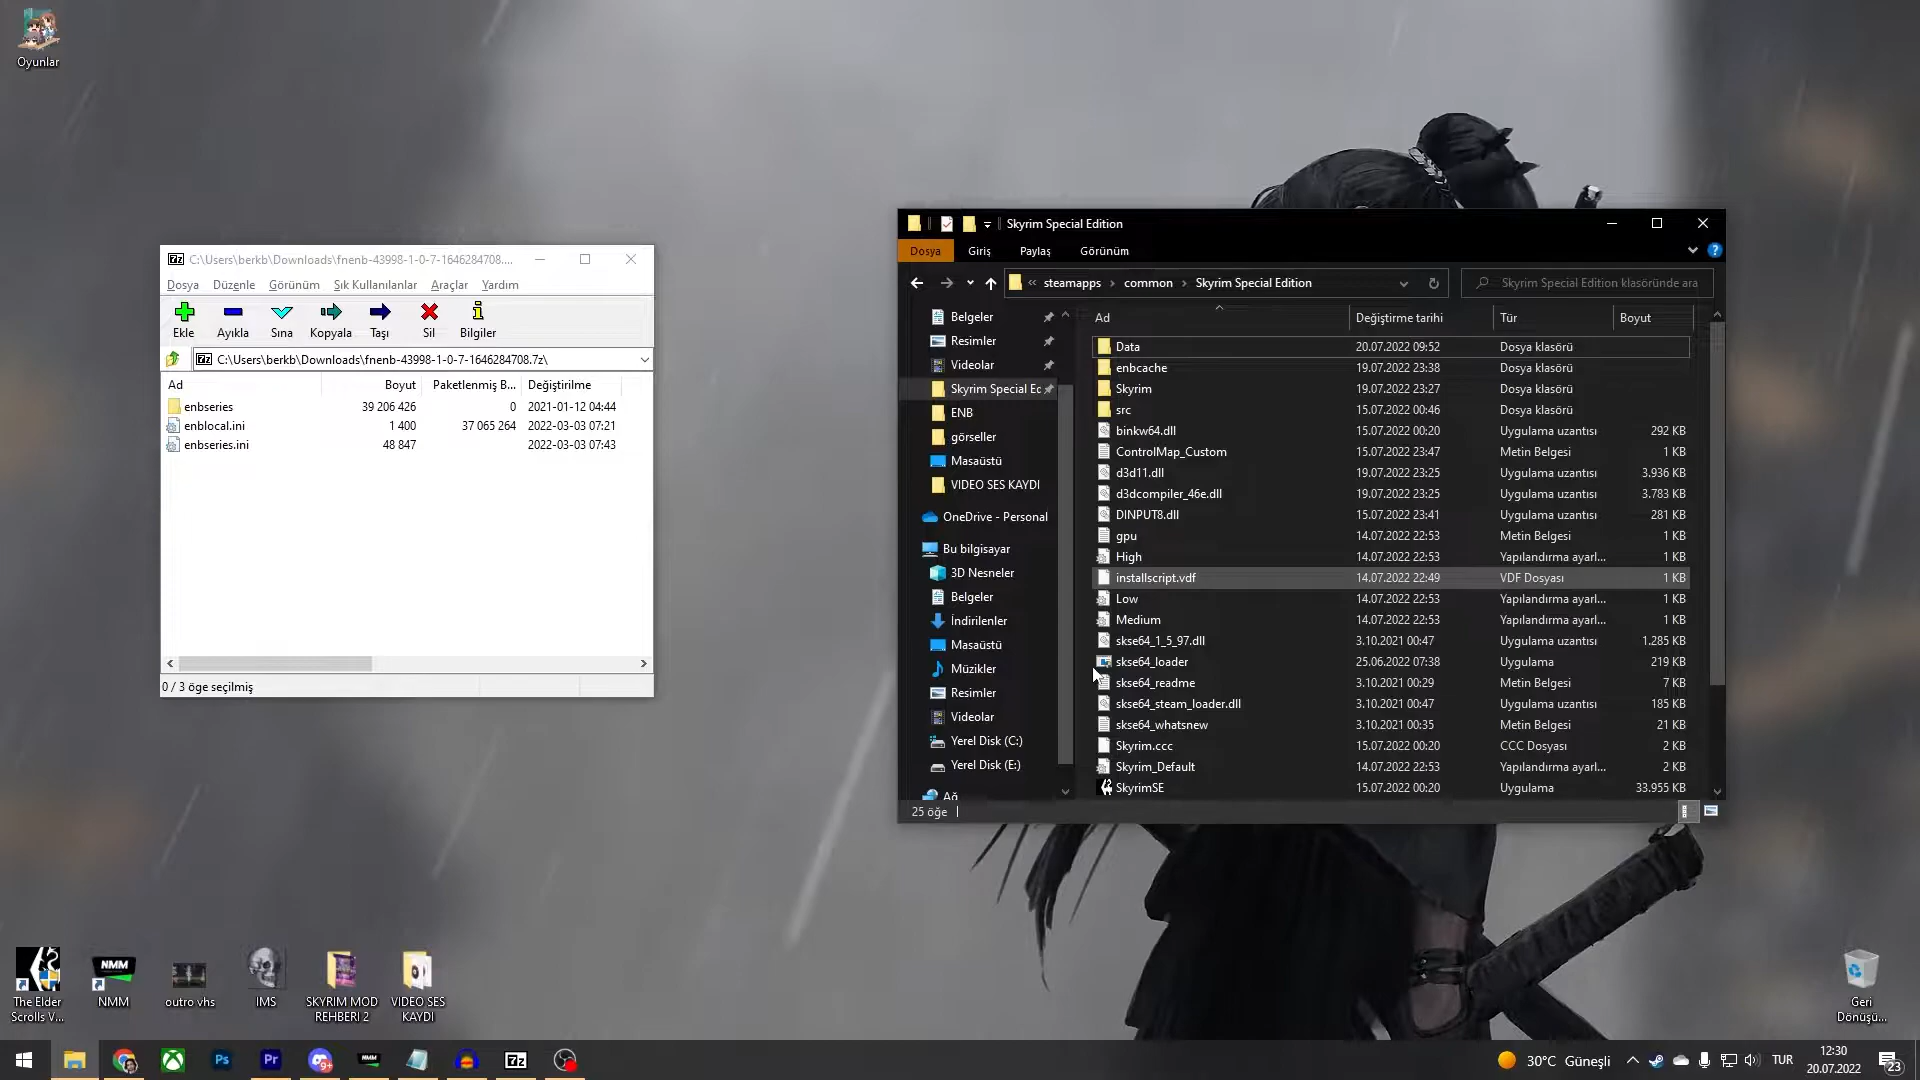 Oyunlar
C:\Users\berkb\Downloads\fnenb-43998-1-0-7-1646284708....
Dosya Düzenle Görünüm Sık Kullanılanlar Araçlar Yardım
Ekle Ayıkla Sına Kopyala Taşı Sil Bilgiler
C:\Users\berkb\Downloads\fnenb-43998-1-0-7-1646284708.7z\
Ad Boyut Paketlenmiş B... Değiştirilme
enbseries 39 206 426 0 2021-01-12 04:44
enblocal.ini 1 400 37 065 264 2022-03-03 07:21
enbseries.ini 48 847 2022-03-03 07:43
0 / 3 öge seçilmiş
Skyrim Special Edition
Dosya Giriş Paylaş Görünüm
« steamapps › common › Skyrim Special Edition
Skyrim Special Edition klasöründe ara
Belgeler
Resimler
Videolar
Skyrim Special Ec
ENB
görseller
Masaüstü
VIDEO SES KAYDI
OneDrive - Personal
Bu bilgisayar
3D Nesneler
Belgeler
İndirilenler
Masaüstü
Müzikler
Resimler
Videolar
Yerel Disk (C:)
Yerel Disk (E:)
Ağ
Ad Değiştirme tarihi Tür Boyut
Data 20.07.2022 09:52 Dosya klasörü
enbcache 19.07.2022 23:38 Dosya klasörü
Skyrim 19.07.2022 23:27 Dosya klasörü
src 15.07.2022 00:46 Dosya klasörü
binkw64.dll 15.07.2022 00:20 Uygulama uzantısı 292 KB
ControlMap_Custom 15.07.2022 23:47 Metin Belgesi 1 KB
d3d11.dll 19.07.2022 23:25 Uygulama uzantısı 3.936 KB
d3dcompiler_46e.dll 19.07.2022 23:25 Uygulama uzantısı 3.783 KB
DINPUT8.dll 15.07.2022 23:41 Uygulama uzantısı 281 KB
gpu 14.07.2022 22:53 Metin Belgesi 1 KB
High 14.07.2022 22:53 Yapılandırma ayarl... 1 KB
installscript.vdf 14.07.2022 22:49 VDF Dosyası 1 KB
Low 14.07.2022 22:53 Yapılandırma ayarl... 1 KB
Medium 14.07.2022 22:53 Yapılandırma ayarl... 1 KB
skse64_1_5_97.dll 3.10.2021 00:47 Uygulama uzantısı 1.285 KB
skse64_loader 25.06.2022 07:38 Uygulama 219 KB
skse64_readme 3.10.2021 00:29 Metin Belgesi 7 KB
skse64_steam_loader.dll 3.10.2021 00:47 Uygulama uzantısı 185 KB
skse64_whatsnew 3.10.2021 00:35 Metin Belgesi 21 KB
Skyrim.ccc 15.07.2022 00:20 CCC Dosyası 2 KB
Skyrim_Default 14.07.2022 22:53 Yapılandırma ayarl... 2 KB
SkyrimSE 15.07.2022 00:20 Uygulama 33.955 KB
25 öğe
The Elder
Scrolls V...
NMM
NMM
outro vhs
IMS
SKYRIM MOD
REHBERI 2
VIDEO SES
KAYDI
Geri
Dönüşü...
Ps
Pr
9+
NMM
7z
30°C Güneşli
TUR
12:30
20.07.2022
23